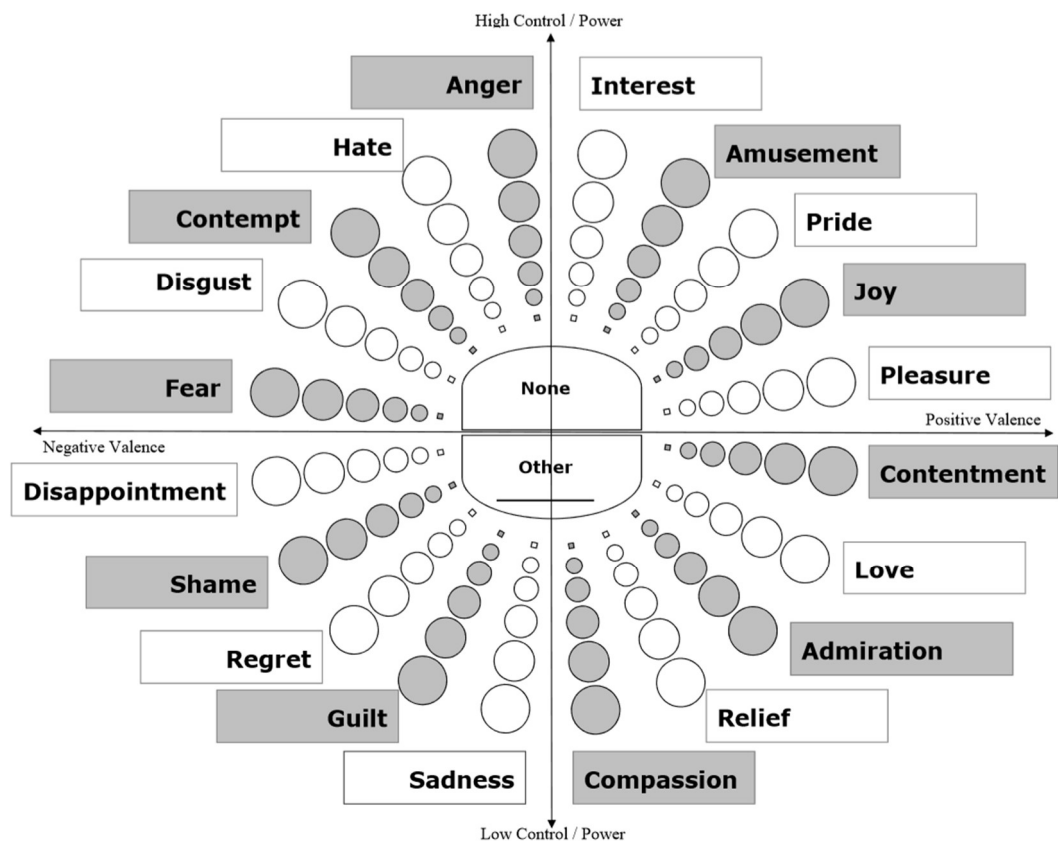 High Control / Power
Anger
Interest
Hate
Amusement
Contempt
Pride
Disgust
Joy
Fear
Pleasure
None
Negative Valence
Positive Valence
Other
Disappointment
Contentment
Shame
Love
Regret
Admiration
Guilt
Relief
Sadness
Compassion
Low Control / Power